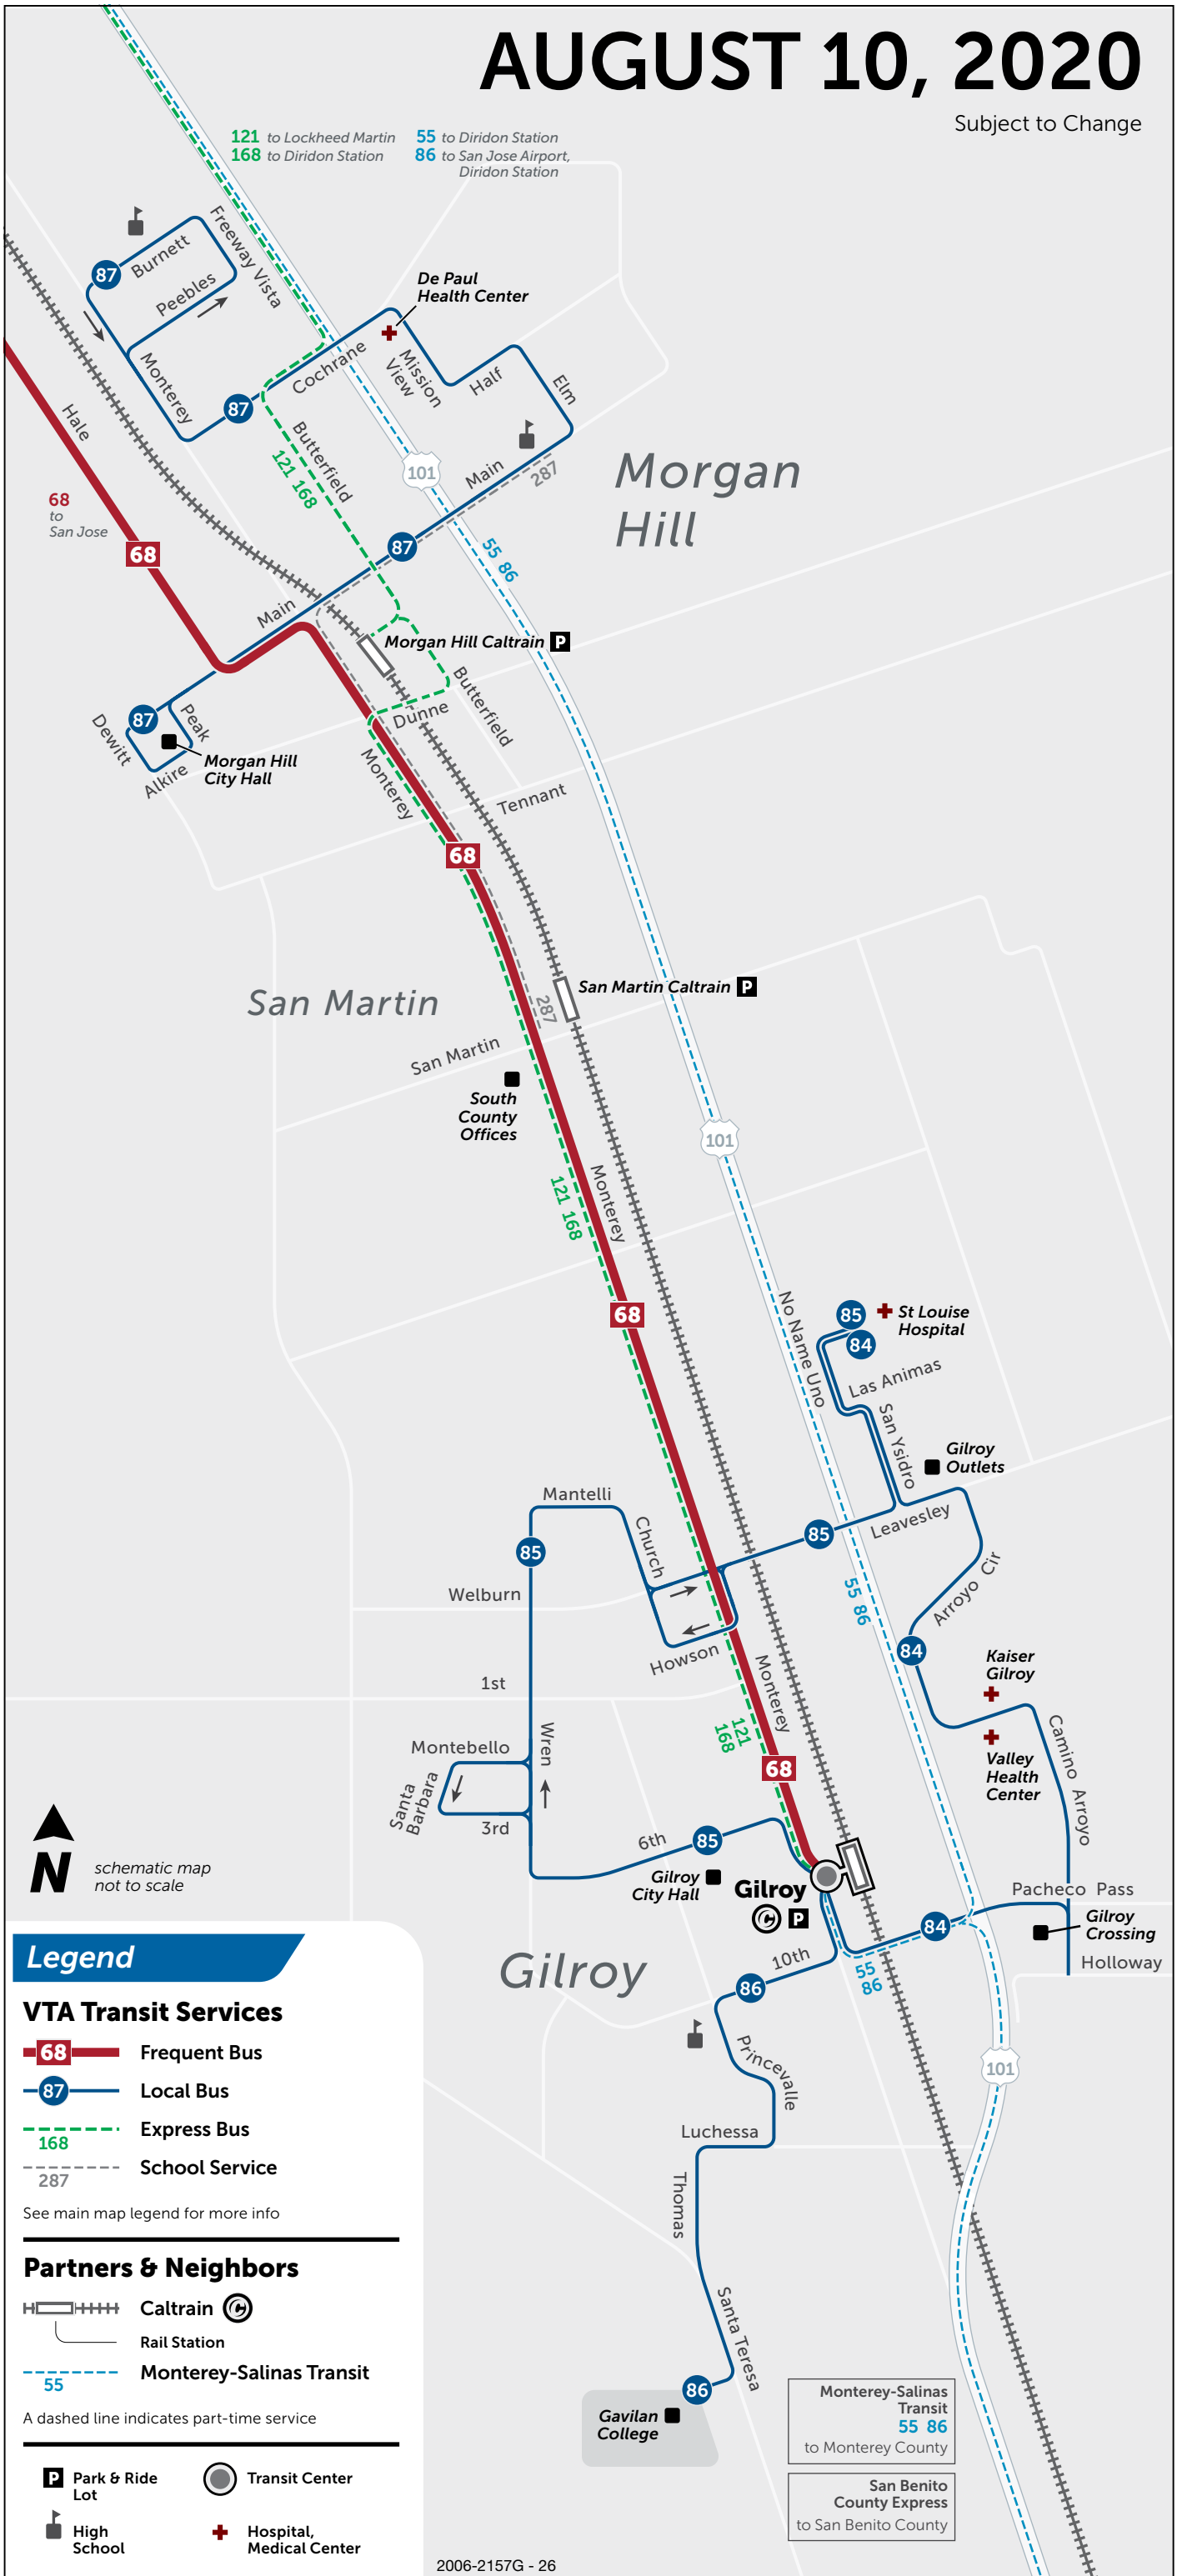 AUGUST 10, 2020
Subject to Change
121 to Lockheed Martin
168 to Diridon Station
55 to Diridon Station
86 to San Jose Airport,
Diridon Station
Freeway Vista
Burnett
87
Peebles
De Paul
Health Center
Monterey
Cochrane
Mission
View
Half
Elm
87
Hale
Butterfield
121 168
101
Main
287
Morgan
Hill
68
to
San Jose
68
87
55 86
Main
Morgan Hill Caltrain P
87
Peak
Dewitt
Dunne
Butterfield
Morgan Hill
City Hall
Alkire
Monterey
Tennant
68
San Martin
San Martin Caltrain P
287
San Martin
South
County
Offices
101
Monterey
121 168
No Name Uno
68
85
St Louise
Hospital
84
Las Animas
San Ysidro
Gilroy
Outlets
Mantelli
Church
85
85
Leavesley
Arroyo Cir
Welburn
55 86
Howson
84
Kaiser
Gilroy
1st
Monterey
121
168
Wren
Montebello
Camino Arroyo
68
Valley
Health
Center
Santa
Barbara
3rd
6th
85
N
schematic map
not to scale
Gilroy
City Hall
Gilroy
C P
Pacheco Pass
84
Gilroy
Crossing
Holloway
Gilroy
10th
55
86
86
Princevalle
101
Luchessa
Thomas
Santa Teresa
86
Gavilan
College
Monterey-Salinas
Transit
55 86
to Monterey County
San Benito
County Express
to San Benito County
Legend
VTA Transit Services
68 Frequent Bus
87 Local Bus
Express Bus
168
School Service
287
See main map legend for more info
Partners & Neighbors
Caltrain C
Rail Station
Monterey-Salinas Transit
55
A dashed line indicates part-time service
P Park & Ride
Lot
Transit Center
High
School
Hospital,
Medical Center
2006-2157G - 26